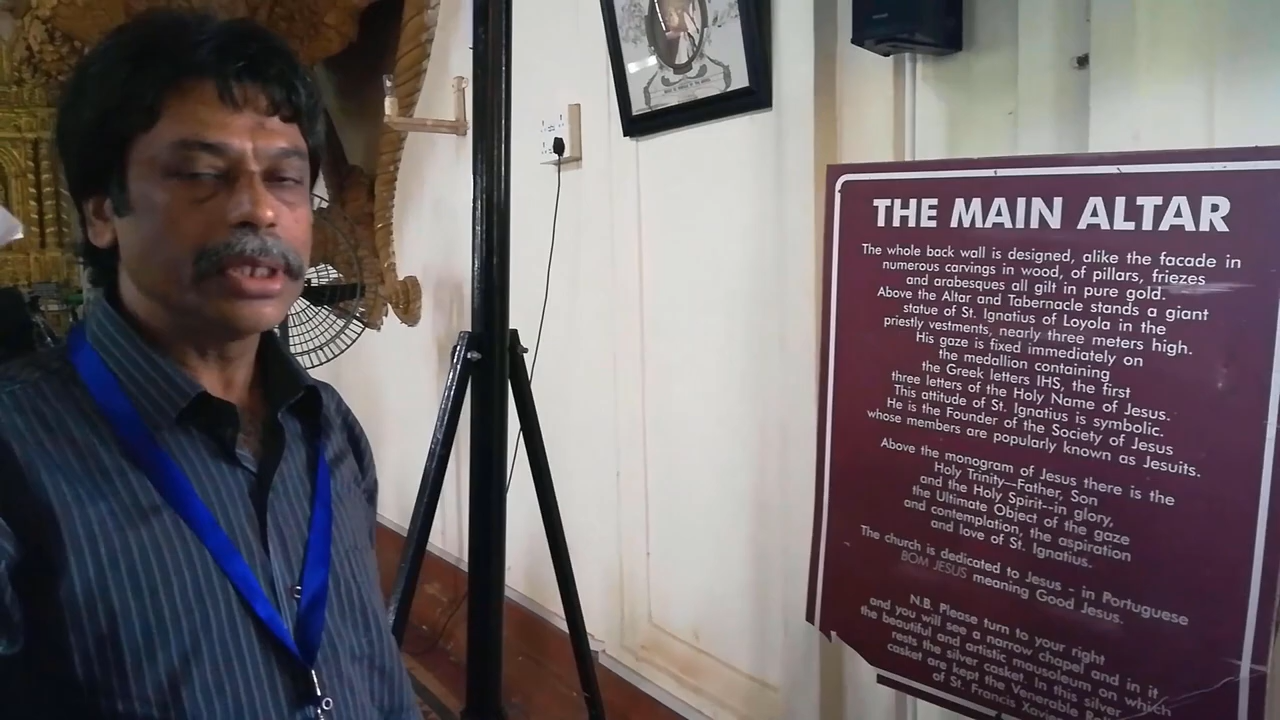 THE MAIN ALTAR
The whole back wall is designed, alike the facade in
numerous carvings in wood, of pillars, friezes
and arabesques all gilt in pure gold.
Above the Altar and Tabernacle stands a giant
statue of St. Ignatius of Loyola in the
priestly vestments, nearly three meters high.
His gaze is fixed immediately on
the medallion containing
the Greek letters IHS, the first
three letters of the Holy Name of Jesus.
This attitude of St. Ignatius is symbolic.
He is the Founder of the Society of Jesus
whose members are popularly known as Jesuits.
Above the monogram of Jesus there is the
Holy Trinity—Father, Son
and the Holy Spirit--in glory,
the Ultimate Object of the gaze
and contemplation, the aspiration
and love of St. Ignatius.
The church is dedicated to Jesus - in Portuguese
BOM JESUS meaning Good Jesus.
N.B. Please turn to your right
and you will see a narrow chapel and in it
the beautiful and artistic mausoleum on which
rests the silver casket. In this silver
casket are kept the Venerable
of St. Francis